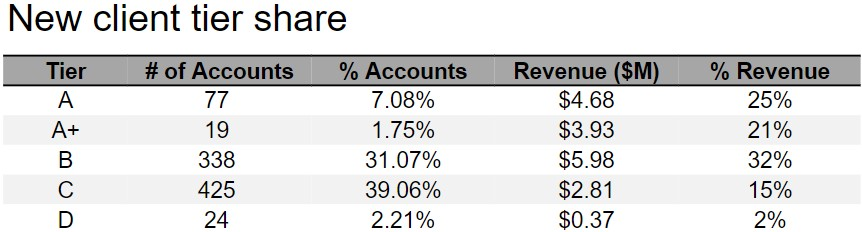 New client tier share
Tier # of Accounts % Accounts Revenue ($M) % Revenue
A 77 7.08% $4.68 25%
A+ 19 1.75% $3.93 21%
B 338 31.07% $5.98 32%
C 425 39.06% $2.81 15%
D 24 2.21% $0.37 2%